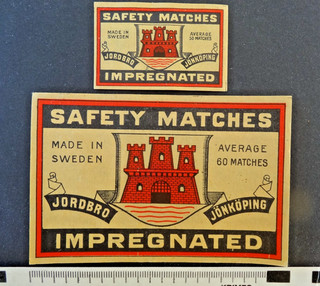 SAFETY MATCHES
MADE IN
SWEDEN
AVERAGE
50 MATCHES
JORDBRO
JÖNKÖPING
IMPREGNATED
SAFETY MATCHES
MADE IN
SWEDEN
AVERAGE
60 MATCHES
JORDBRO
JÖNKÖPING
IMPREGNATED